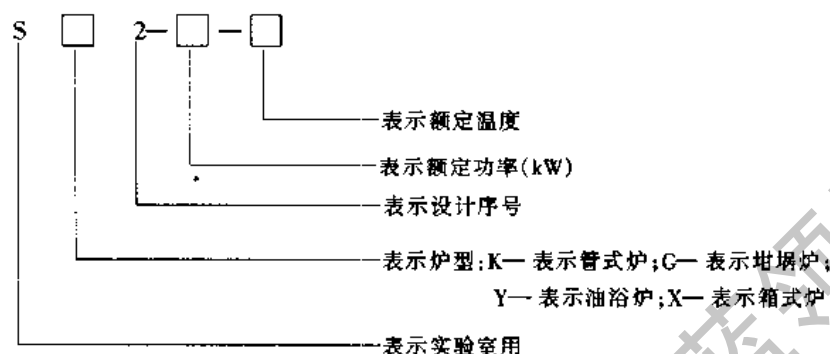 S □ 2—□—□
表示额定温度
表示额定功率(kW)
表示设计序号
表示炉型;K—表示管式炉;G—表示坩埚炉;
Y—表示油浴炉;X—表示箱式炉
表示实验室用